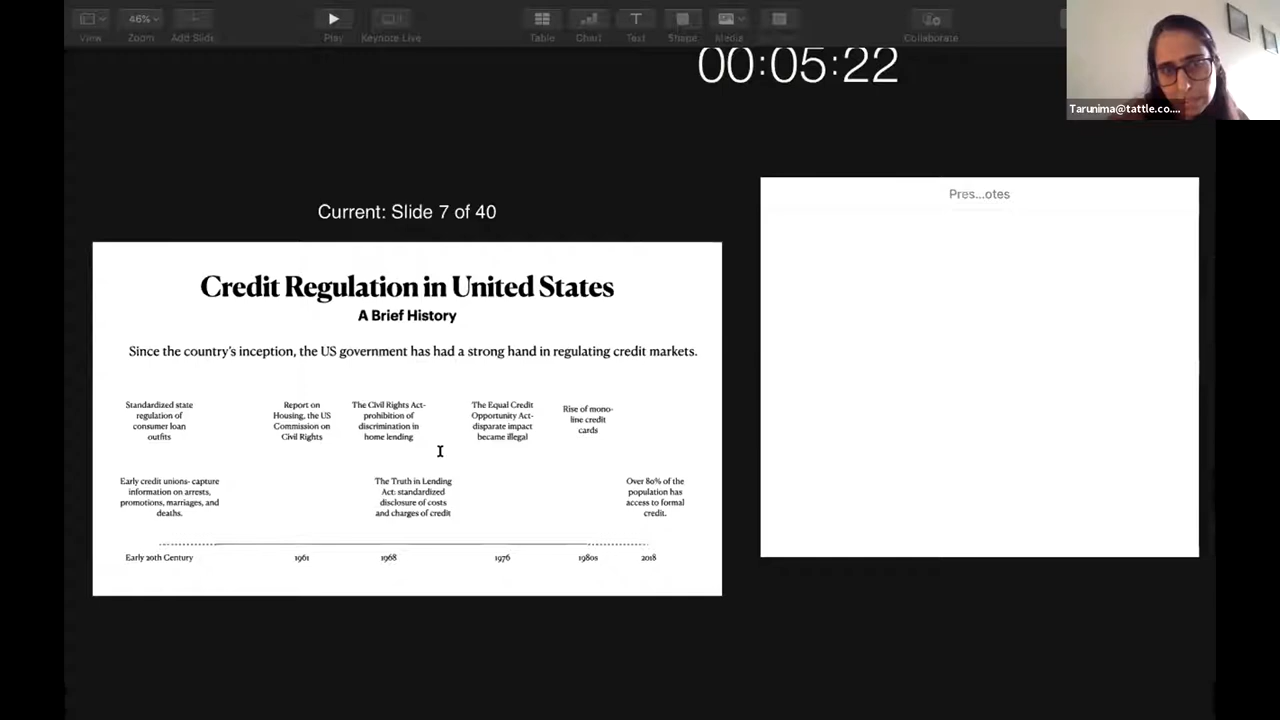 46%
View
Zoom
Add Slide
Play
Keynote Live
Table
Chart
Text
Shape
Media
Collaborate
00:05:22
Tarunima@tattle.co....
Current: Slide 7 of 40
Pres...otes
Credit Regulation in United States
A Brief History
Since the country's inception, the US government has had a strong hand in regulating credit markets.
Standardized state
regulation of
consumer loan
outfits
Report on
Housing, the US
Commission on
Civil Rights
The Civil Rights Act-
prohibition of
discrimination in
home lending
The Equal Credit
Opportunity Act-
disparate impact
became illegal
Rise of mono-
line credit
cards
Early credit unions- capture
information on arrests,
promotions, marriages, and
deaths.
The Truth in Lending
Act: standardized
disclosure of costs
and charges of credit
Over 80% of the
population has
access to formal
credit.
Early 20th Century
1961
1968
1976
1980s
2018